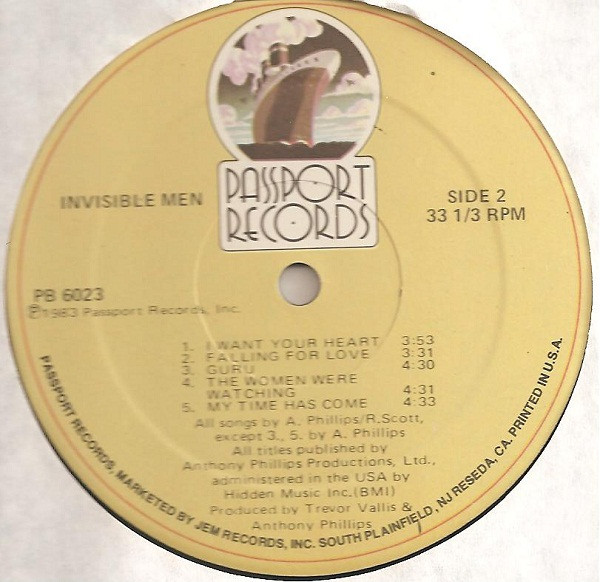 PASSPORT
RECORDS
INVISIBLE MEN
SIDE 2
33 1/3 RPM
PB 6023
℗1983 Passport Records, Inc.
1. I WANT YOUR HEART 3:53
2. FALLING FOR LOVE 3:31
3. GURU 4:30
4. THE WOMEN WERE
WATCHING 4:31
5. MY TIME HAS COME 4:33
All songs by A. Phillips/R.Scott,
except 3., 5. by A. Phillips
All titles published by
Anthony Phillips Productions, Ltd.,
administered in the USA by
Hidden Music Inc.(BMI)
Produced by Trevor Vallis &
Anthony Phillips
PASSPORT RECORDS, MARKETED BY JEM RECORDS, INC. SOUTH PLAINFIELD, NJ RESEDA, CA. PRINTED IN U.S.A.